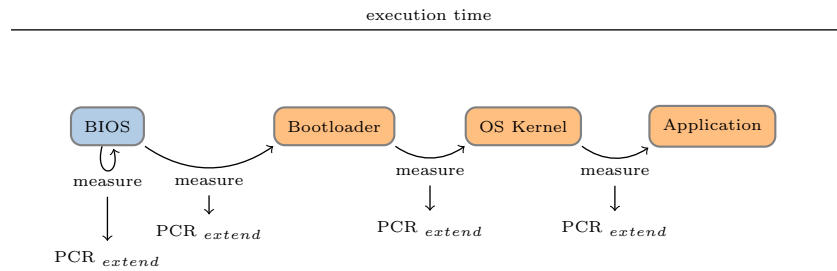 execution time
BIOS
Bootloader
OS Kernel
Application
measure
measure
measure
measure
PCR extend
PCR extend
PCR extend
PCR extend